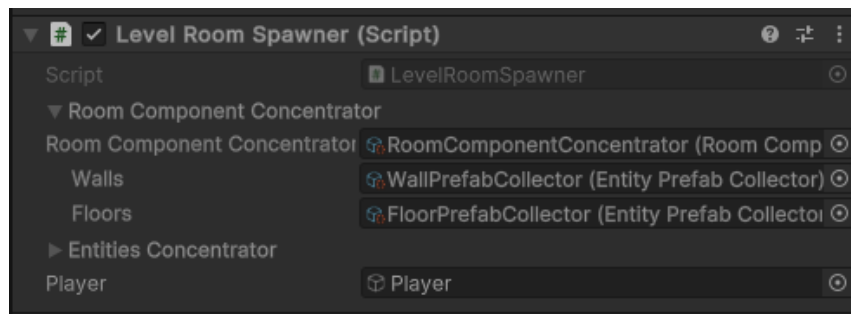 # Level Room Spawner (Script)
Script # LevelRoomSpawner
Room Component Concentrator
Room Component Concentrator RoomComponentConcentrator (Room Comp
Walls WallPrefabCollector (Entity Prefab Collector)
Floors FloorPrefabCollector (Entity Prefab Collector
Entities Concentrator
Player Player